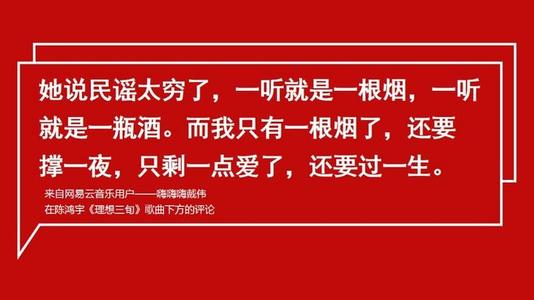 她说民谣太穷了，一听就是一根烟，一听
就是一瓶酒。而我只有一根烟了，还要
撑一夜，只剩一点爱了，还要过一生。
来自网易云音乐用户——嗨嗨嗨戴伟
在陈鸿宇《理想三旬》歌曲下方的评论